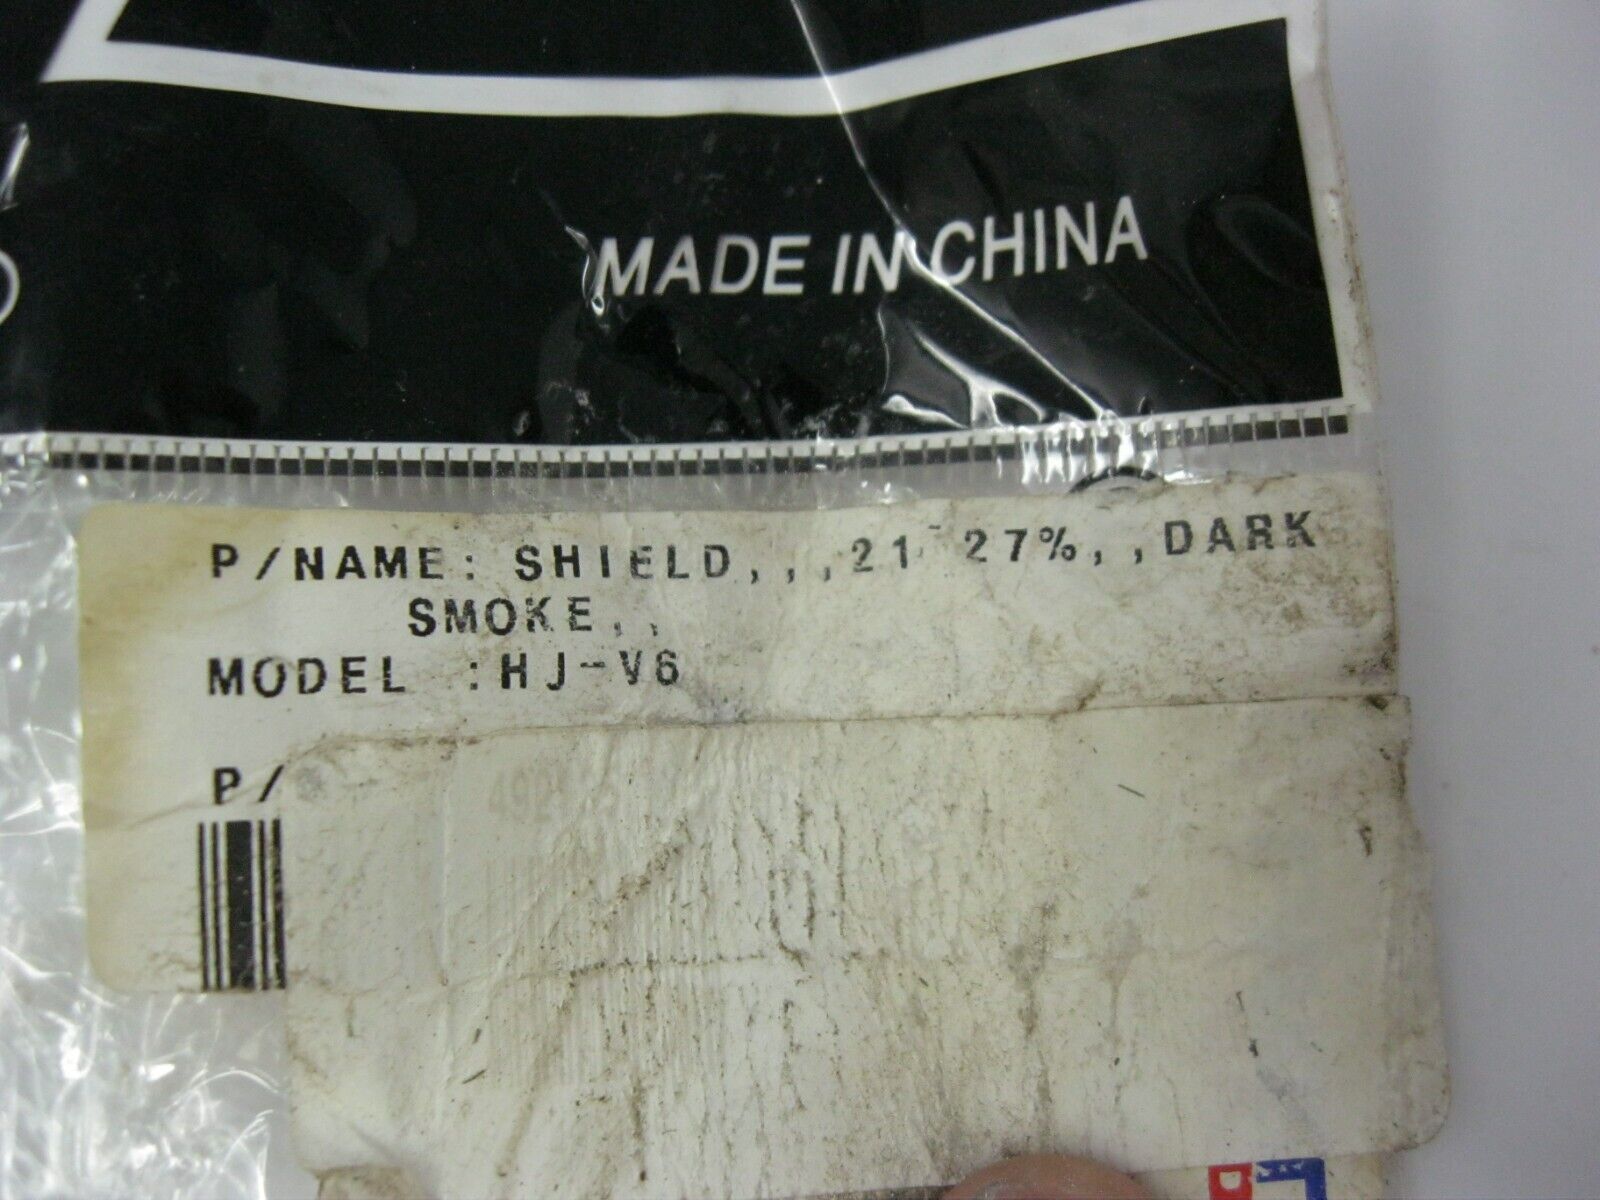 MADE IN CHINA
P/NAME: SHIELD,,,21~27%,,DARK
SMOKE,,
MODEL :HJ-V6
P/